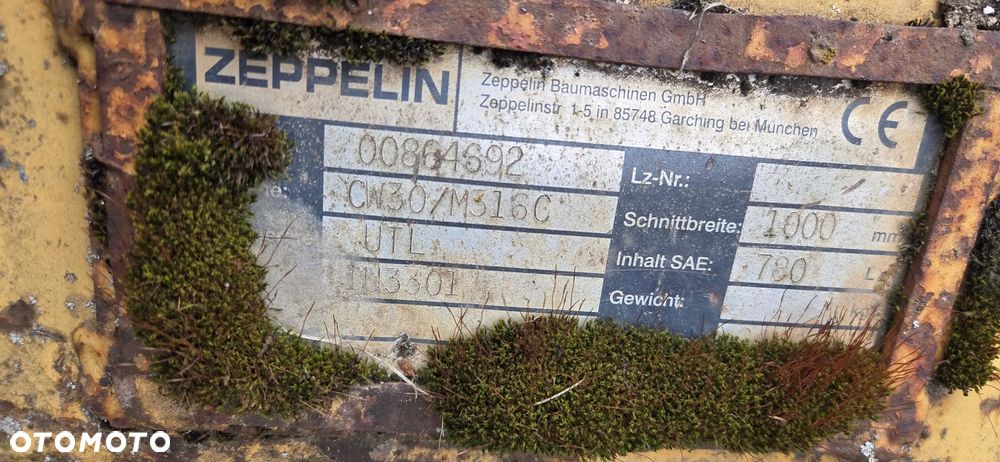 ZEPPELIN
Zeppelin Baumaschinen GmbH
Zeppelinstr. 1-5 in 85748 Garching bei München
CE
00864692
Lz-Nr.:
CW30/M316C
Schnittbreite: 1000 mm
UTL
Inhalt SAE: 780 L
Gewicht:
OTOMOTO